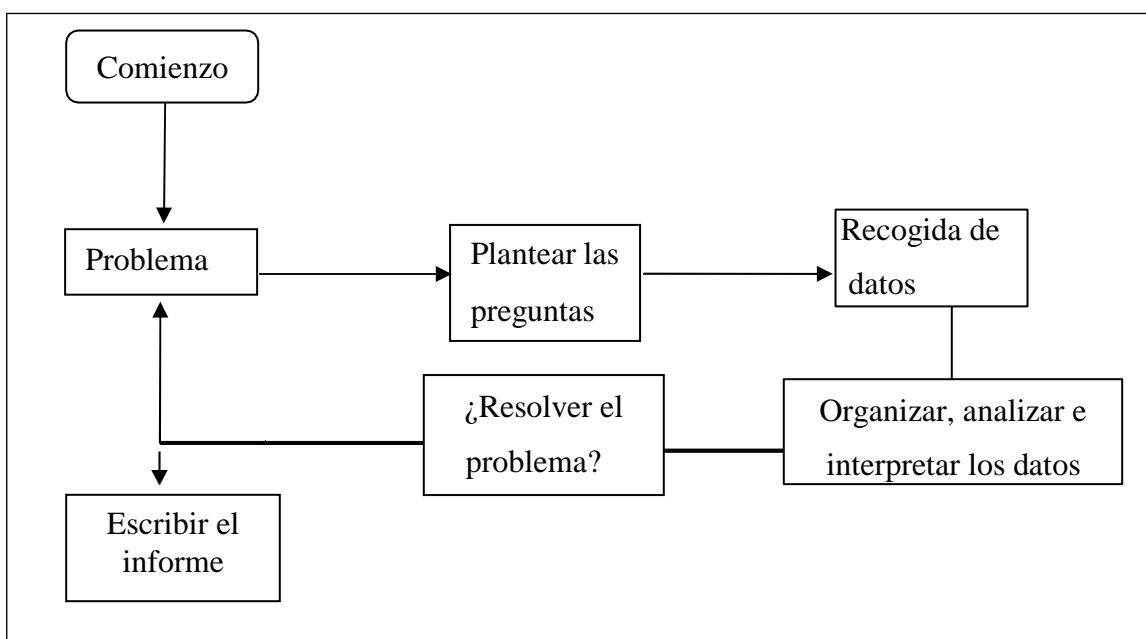 Comienzo
Problema
Plantear las
preguntas
Recogida de
datos
Organizar, analizar e
interpretar los datos
¿Resolver el
problema?
Escribir el
informe